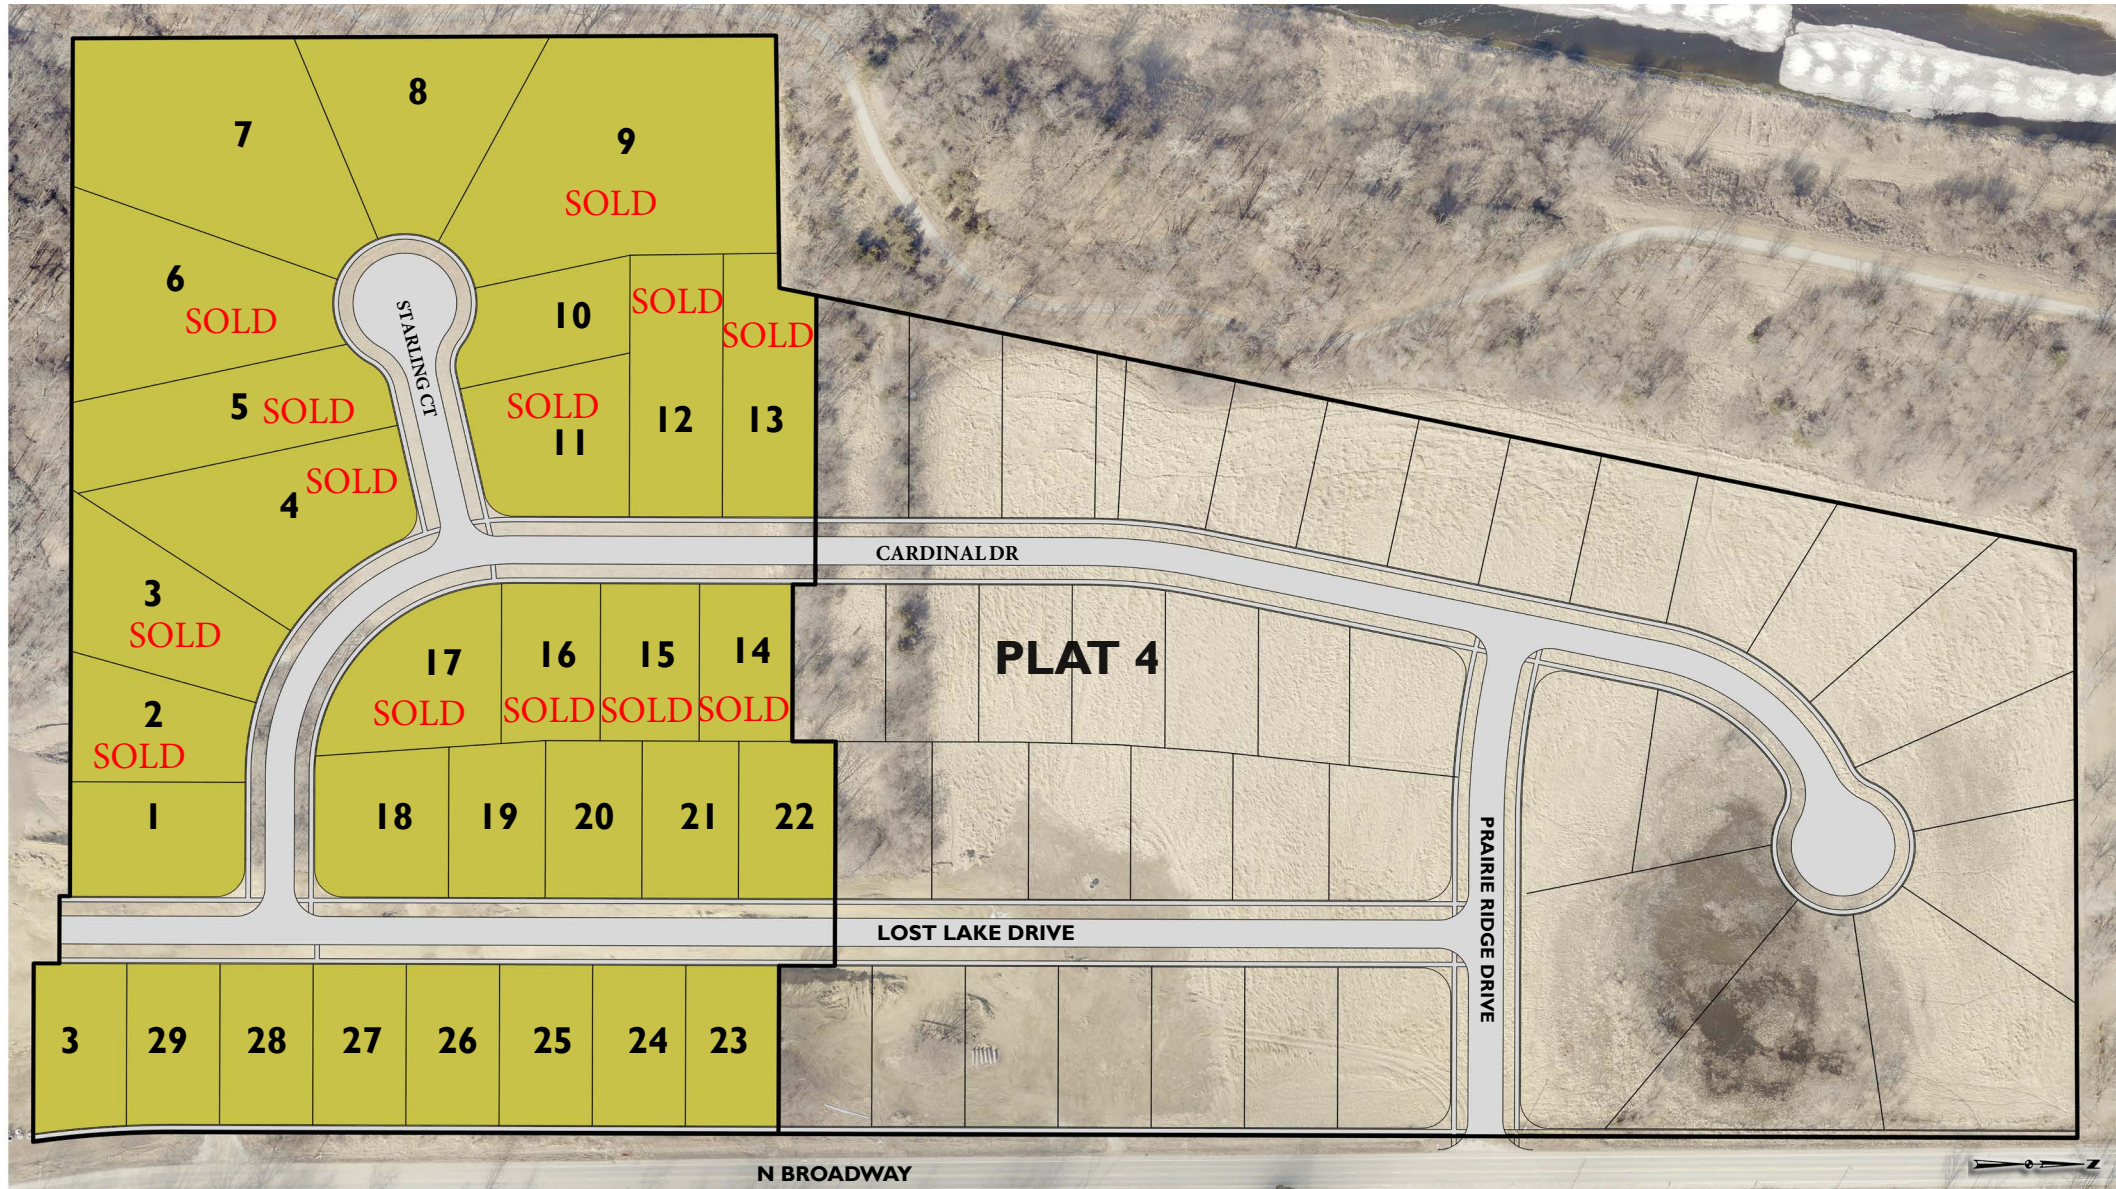 8
7
9
SOLD
6
SOLD
SOLD
10
SOLD
STARLING CT
5 SOLD
SOLD
11
12
13
SOLD
4
CARDINAL DR
3
SOLD
17
16
15
14
PLAT 4
2
SOLD
SOLD
SOLD
SOLD
SOLD
1
18
19
20
21
22
PRAIRIE RIDGE DRIVE
LOST LAKE DRIVE
3
29
28
27
26
25
24
23
N BROADWAY
Z